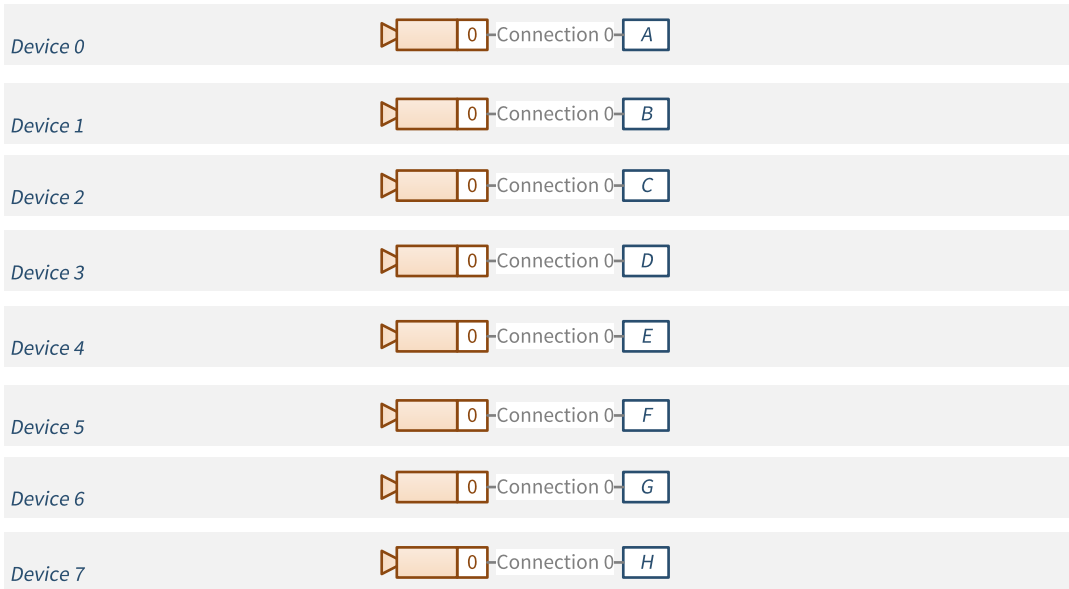 Device 0 0 Connection 0 A
Device 1 0 Connection 0 B
Device 2 0 Connection 0 C
Device 3 0 Connection 0 D
Device 4 0 Connection 0 E
Device 5 0 Connection 0 F
Device 6 0 Connection 0 G
Device 7 0 Connection 0 H